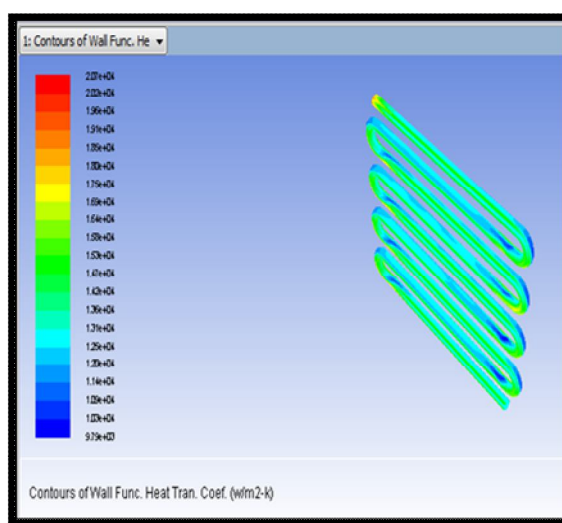 1: Contours of Wall Func. He
2.07e+04
2.02e+04
1.96e+04
1.91e+04
1.85e+04
1.80e+04
1.75e+04
1.69e+04
1.64e+04
1.58e+04
1.53e+04
1.47e+04
1.42e+04
1.36e+04
1.31e+04
1.25e+04
1.20e+04
1.14e+04
1.09e+04
1.03e+04
9.79e+03
Contours of Wall Func. Heat Tran. Coef. (w/m2-k)